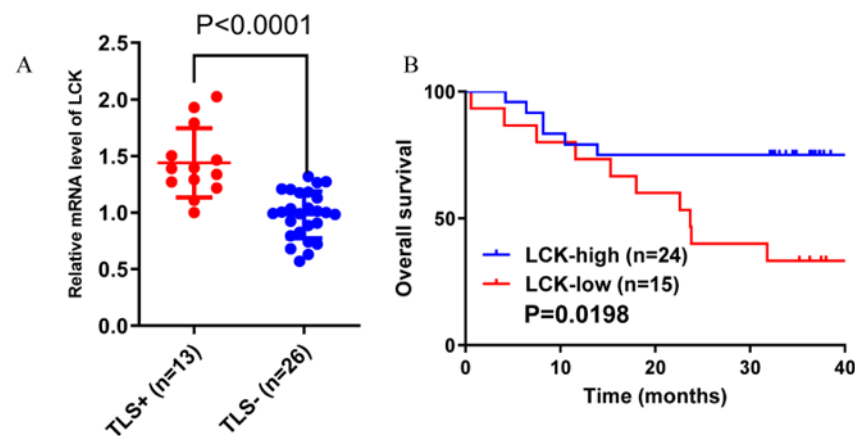 A
P<0.0001
Relative mRNA level of LCK
2.5
2.0
1.5
1.0
0.5
0.0
TLS+ (n=13)
TLS- (n=26)
B
Overall survival
100
50
0
LCK-high (n=24)
LCK-low (n=15)
P=0.0198
0
10
20
30
40
Time (months)